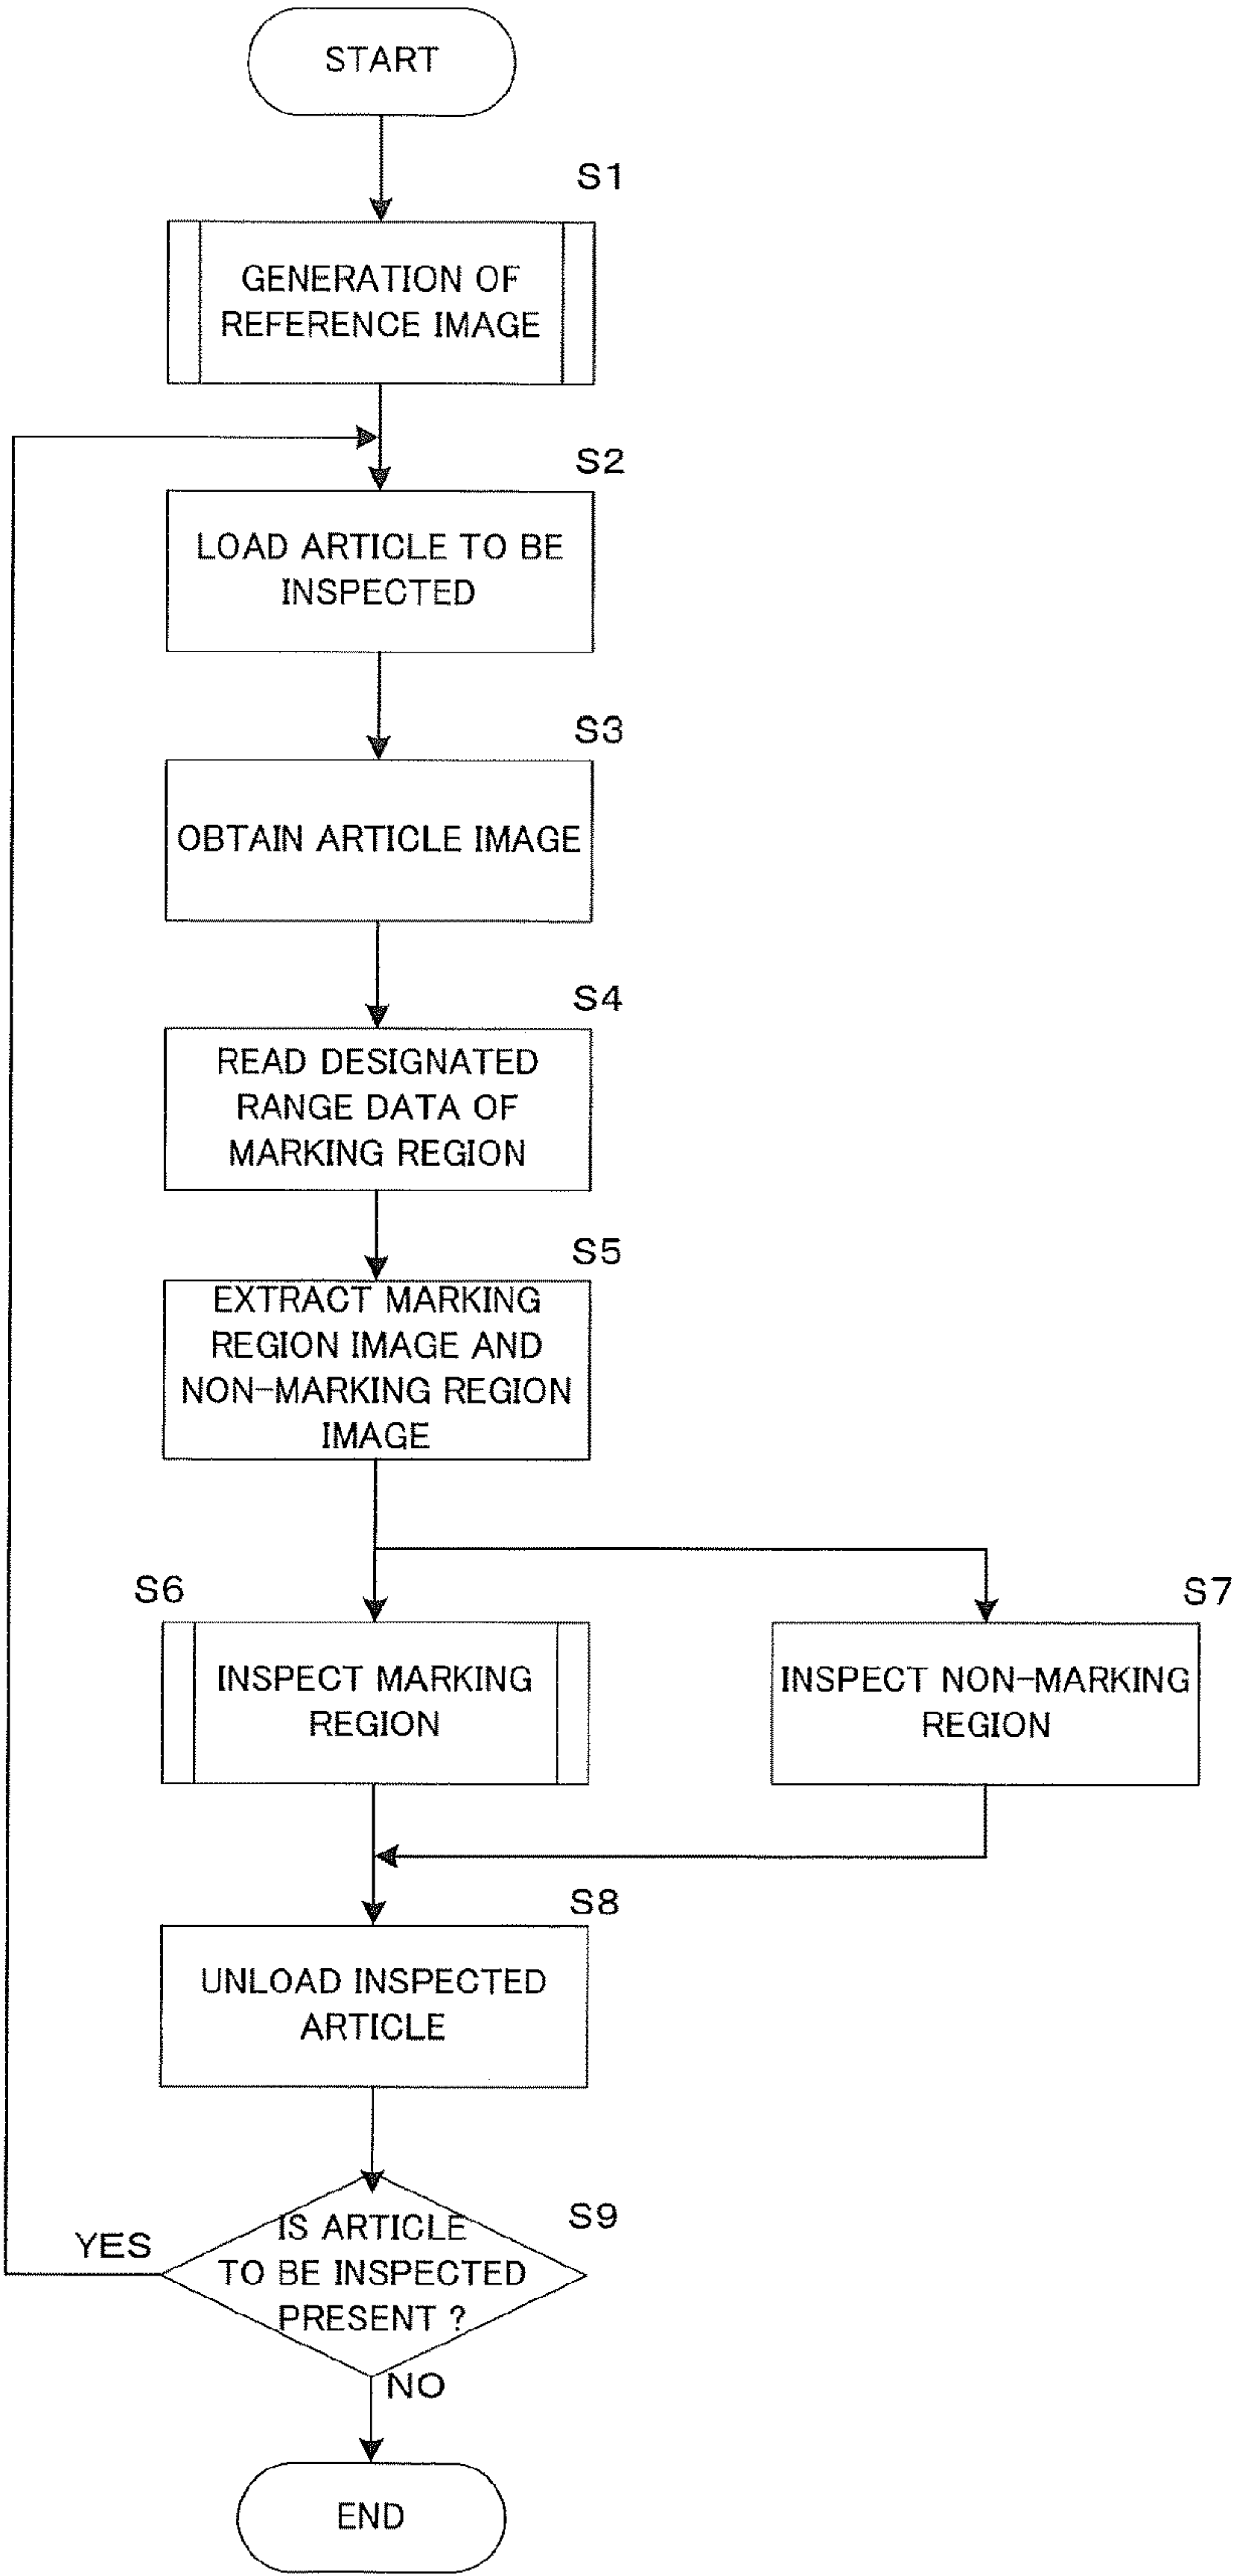 START
S1
GENERATION OF
REFERENCE IMAGE
S2
LOAD ARTICLE TO BE
INSPECTED
S3
OBTAIN ARTICLE IMAGE
S4
READ DESIGNATED
RANGE DATA OF
MARKING REGION
S5
EXTRACT MARKING
REGION IMAGE AND
NON-MARKING REGION
IMAGE
S6
INSPECT MARKING
REGION
S7
INSPECT NON-MARKING
REGION
S8
UNLOAD INSPECTED
ARTICLE
S9
IS ARTICLE
TO BE INSPECTED
PRESENT ?
YES
NO
END